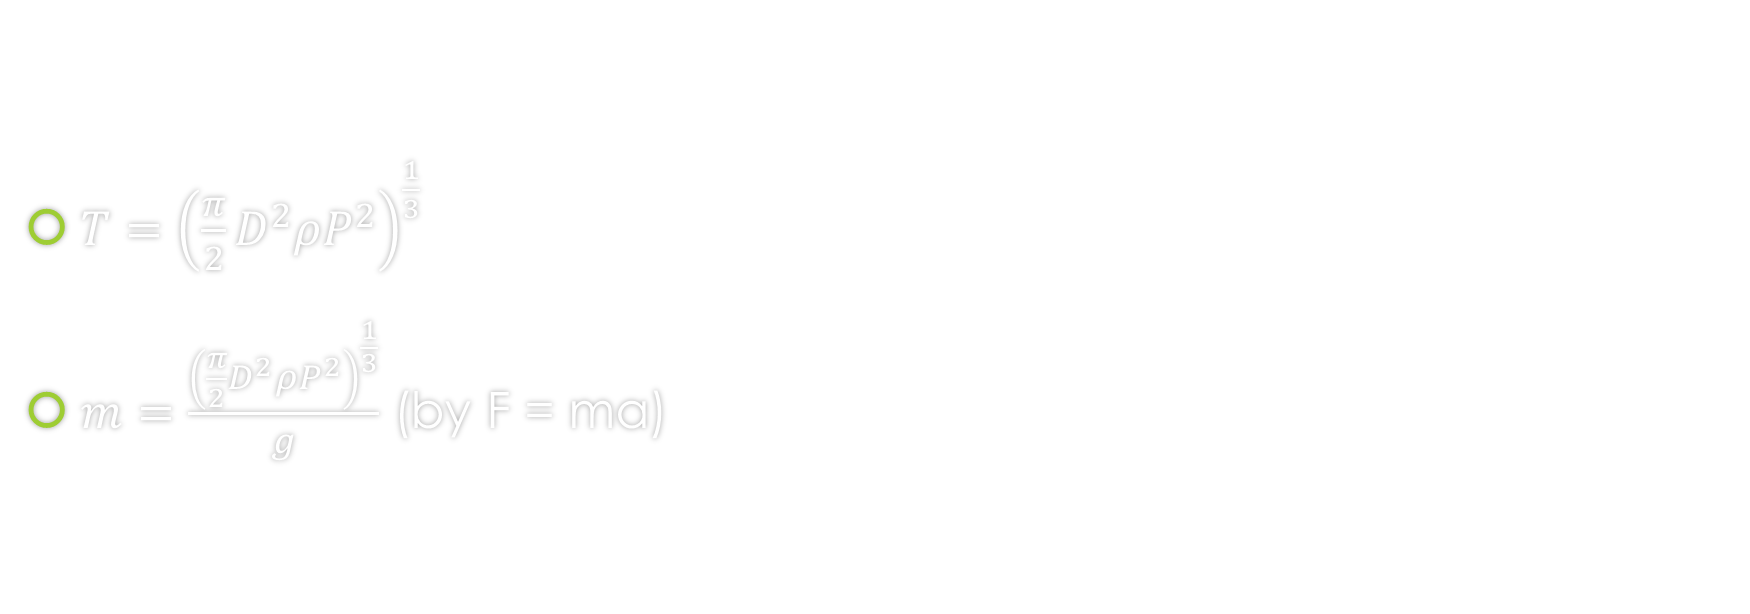 T = (π/2 D²ρP²)^(1/3)
m = (π/2 D²ρP²)^(1/3) / g (by F = ma)